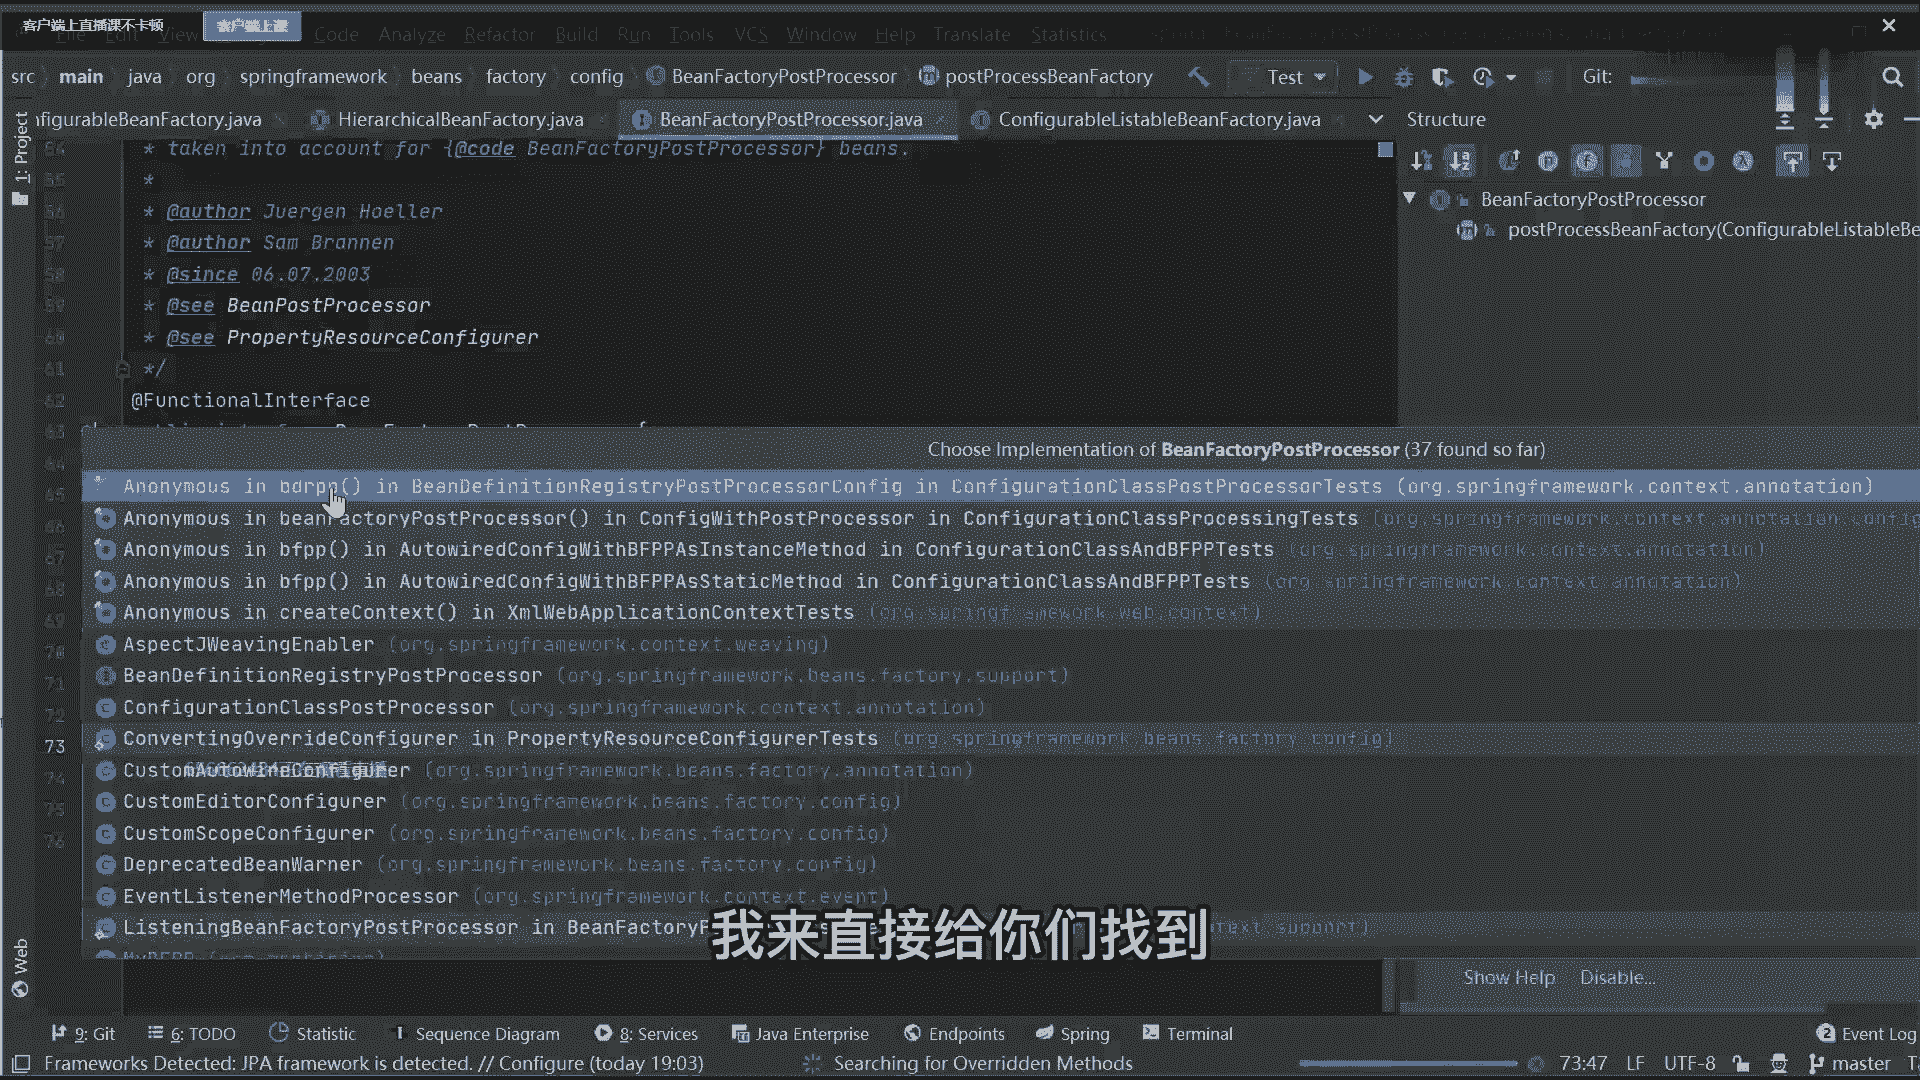 客户端上直播课不卡顿 客户端上课
File Edit View Code Analyze Refactor Build Run Tools VCS Window Help Translate Statistics
src main java org springframework beans factory config BeanFactoryPostProcessor postProcessBeanFactory Test Git:
nfigurableBeanFactory.java HierarchicalBeanFactory.java BeanFactoryPostProcessor.java ConfigurableListableBeanFactory.java Structure
1: Project
* taken into account for {@code BeanFactoryPostProcessor} beans.
55 *
56 * @author Juergen Hoeller
57 * @author Sam Brannen
58 * @since 06.07.2003
59 * @see BeanPostProcessor
60 * @see PropertyResourceConfigurer
61 */
62 @FunctionalInterface
63
BeanFactoryPostProcessor
postProcessBeanFactory(ConfigurableListableBe
Choose Implementation of BeanFactoryPostProcessor (37 found so far)
Anonymous in bdrpp() in BeanDefinitionRegistryPostProcessorConfig in ConfigurationClassPostProcessorTests (org.springframework.context.annotation)
Anonymous in beanFactoryPostProcessor() in ConfigWithPostProcessor in ConfigurationClassProcessingTests (org.springframework.context.annotation.config
Anonymous in bfpp() in AutowiredConfigWithBFPPAsInstanceMethod in ConfigurationClassAndBFPPTests (org.springframework.context.annotation)
Anonymous in bfpp() in AutowiredConfigWithBFPPAsStaticMethod in ConfigurationClassAndBFPPTests (org.springframework.context.annotation)
Anonymous in createContext() in XmlWebApplicationContextTests (org.springframework.web.context)
AspectJWeavingEnabler (org.springframework.context.weaving)
BeanDefinitionRegistryPostProcessor (org.springframework.beans.factory.support)
ConfigurationClassPostProcessor (org.springframework.context.annotation)
73 ConvertingOverrideConfigurer in PropertyResourceConfigurerTests (org.springframework.beans.factory.config)
CustomAutowireConfigurer (org.springframework.beans.factory.annotation)
CustomEditorConfigurer (org.springframework.beans.factory.config)
CustomScopeConfigurer (org.springframework.beans.factory.config)
DeprecatedBeanWarner (org.springframework.beans.factory.config)
EventListenerMethodProcessor (org.springframework.context.event)
ListeningBeanFactoryPostProcessor in BeanFactoryP
我来直接给你们找到
Web
Show Help Disable...
9: Git 6: TODO Statistic Sequence Diagram 8: Services Java Enterprise Endpoints Spring Terminal 2 Event Log
Frameworks Detected: JPA framework is detected. // Configure (today 19:03) Searching for Overridden Methods 73:47 LF UTF-8 master